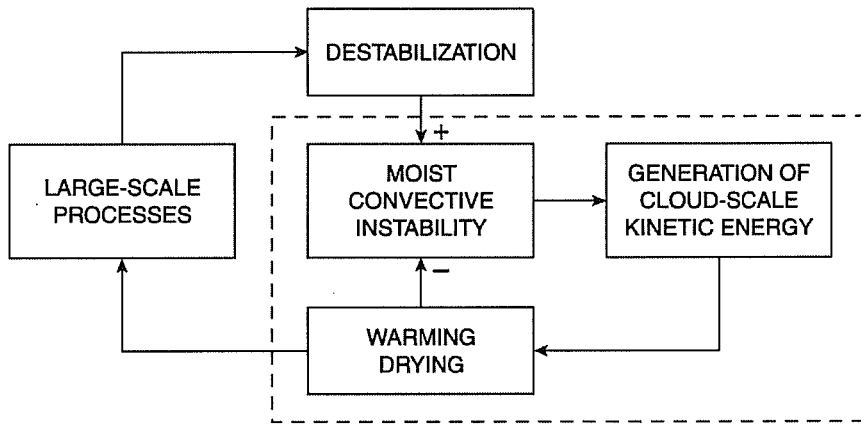 DESTABILIZATION
+
LARGE-SCALE
PROCESSES
MOIST
CONVECTIVE
INSTABILITY
GENERATION OF
CLOUD-SCALE
KINETIC ENERGY
−
WARMING
DRYING